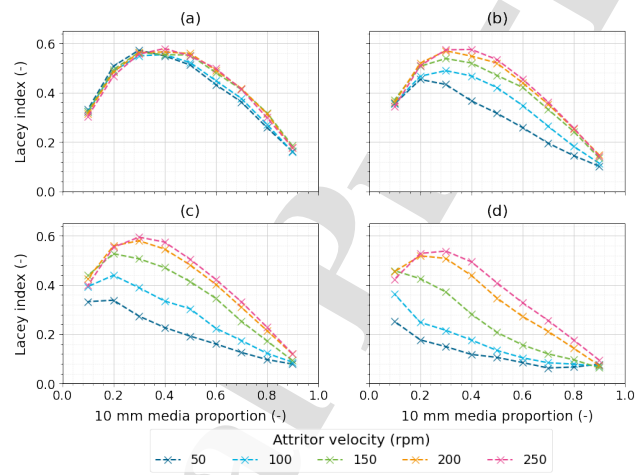 (a)
(b)
Lacey index (-)
0.6
0.4
0.2
0.0
(c)
(d)
Lacey index (-)
0.6
0.4
0.2
0.0
0.0 0.2 0.4 0.6 0.8 1.0
0.0 0.2 0.4 0.6 0.8 1.0
10 mm media proportion (-)
10 mm media proportion (-)
Attritor velocity (rpm)
50 100 150 200 250